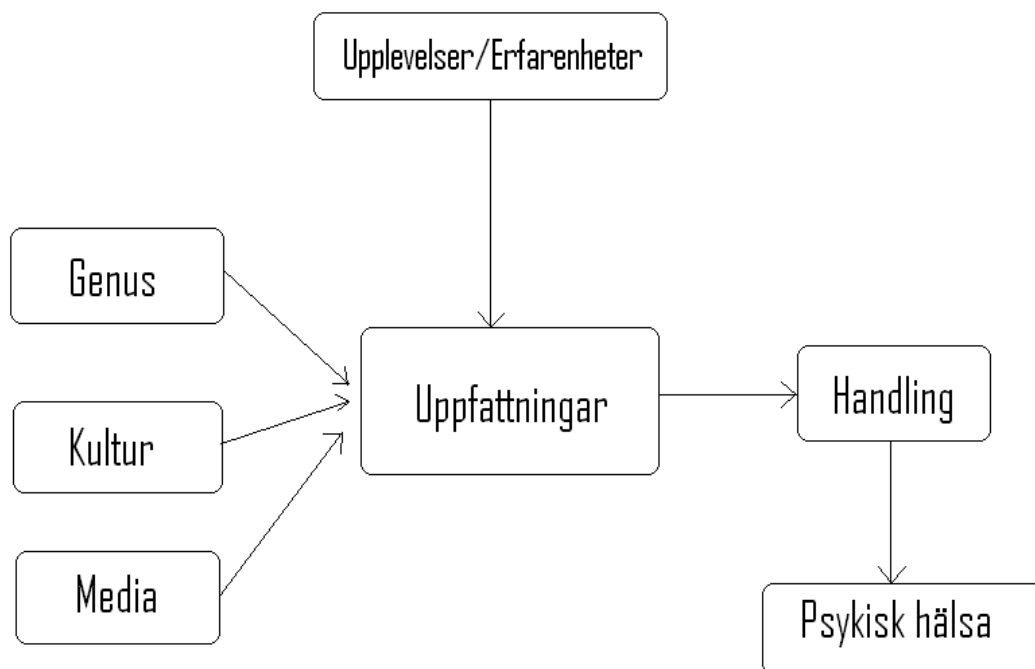 Upplevelser/Erfarenheter
Genus
Uppfattningar
Handling
Kultur
Media
Psykisk hälsa